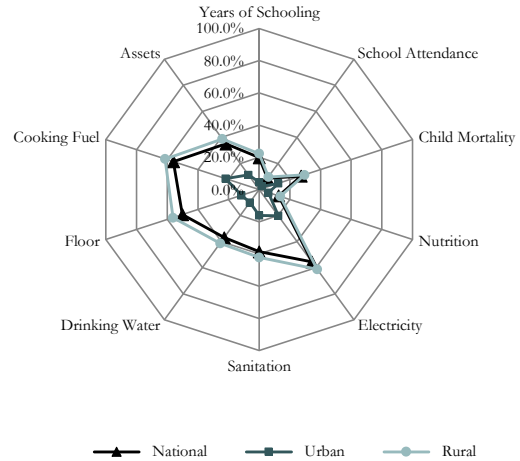 Years of Schooling
100.0%
Assets
School Attendance
80.0%
60.0%
40.0%
Cooking Fuel
Child Mortality
20.0%
0.0%
Floor
Nutrition
Drinking Water
Electricity
Sanitation
National Urban Rural